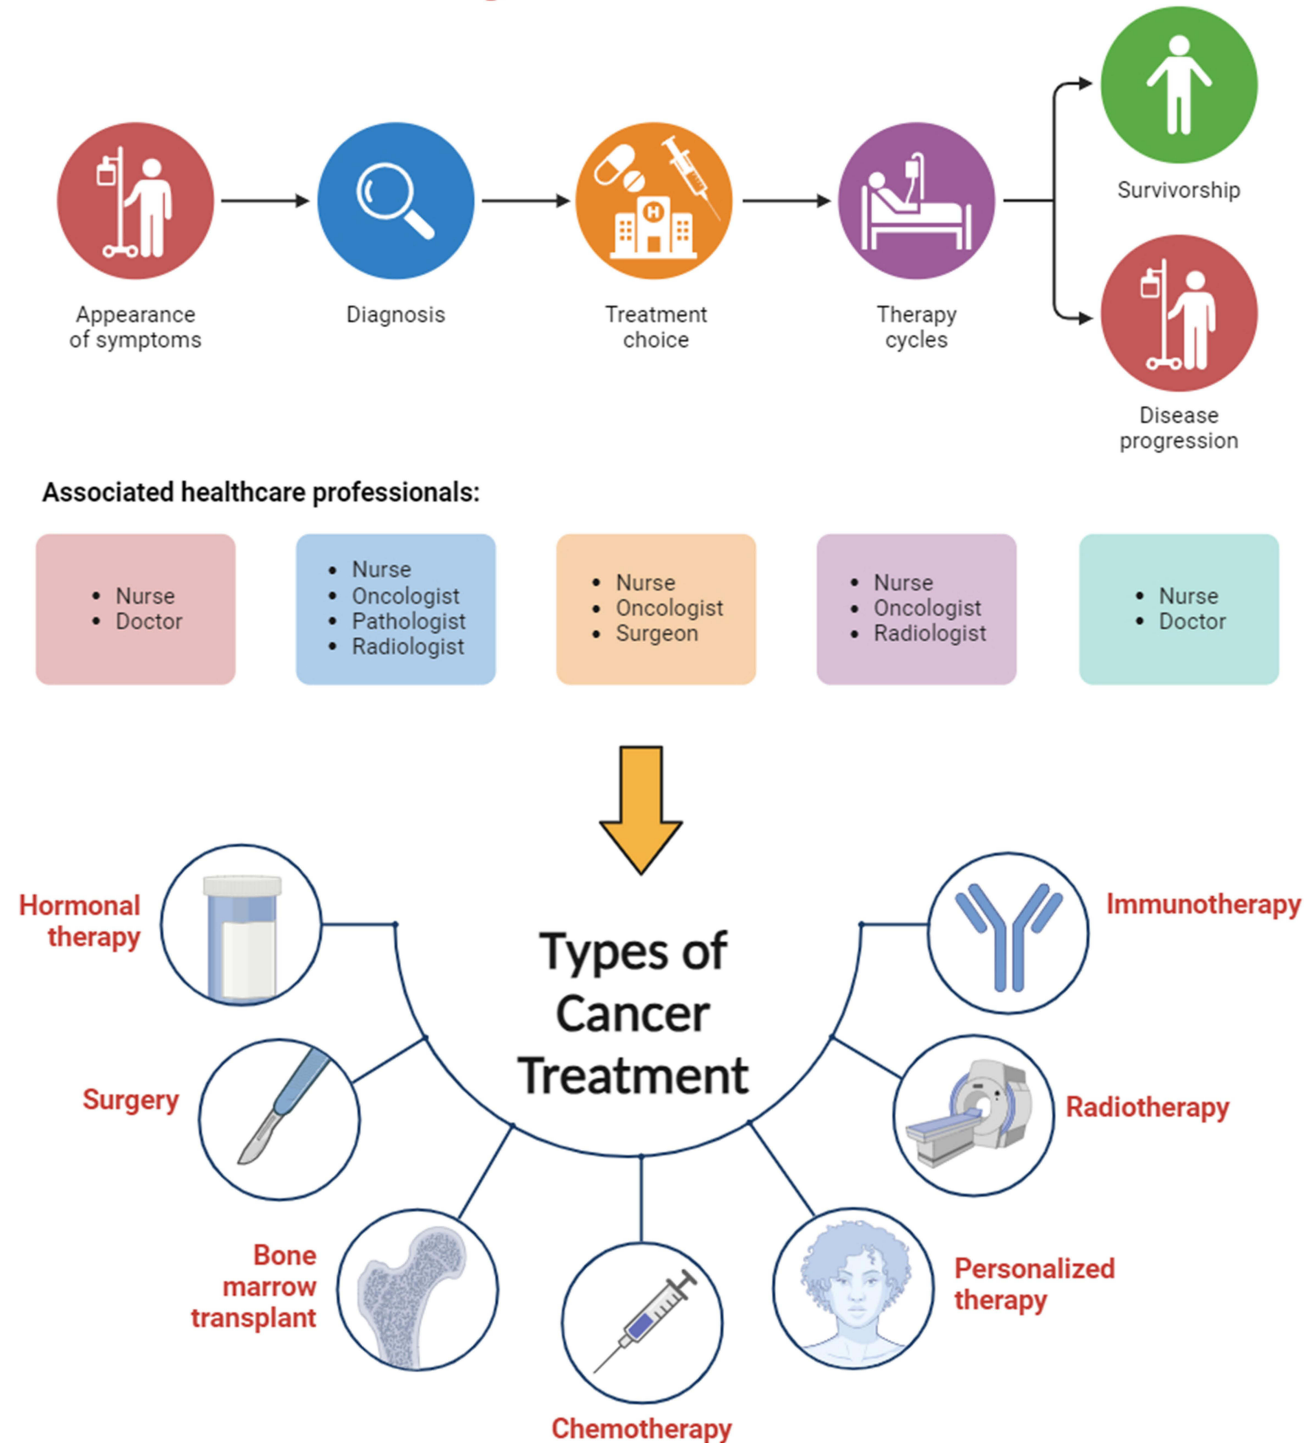 Survivorship
Appearance
of symptoms
Diagnosis
Treatment
choice
Therapy
cycles
Disease
progression
Associated healthcare professionals:
• Nurse
• Doctor
• Nurse
• Oncologist
• Pathologist
• Radiologist
• Nurse
• Oncologist
• Surgeon
• Nurse
• Oncologist
• Radiologist
• Nurse
• Doctor
Types of
Cancer
Treatment
Hormonal
therapy
Surgery
Bone
marrow
transplant
Chemotherapy
Personalized
therapy
Radiotherapy
Immunotherapy
H